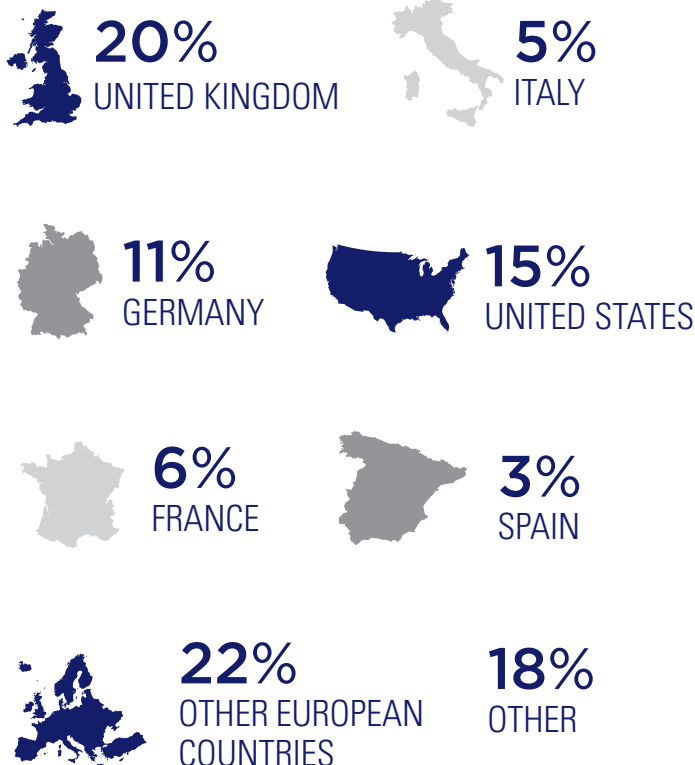 20%
UNITED KINGDOM
5%
ITALY
11%
GERMANY
15%
UNITED STATES
6%
FRANCE
3%
SPAIN
22%
OTHER EUROPEAN
COUNTRIES
18%
OTHER